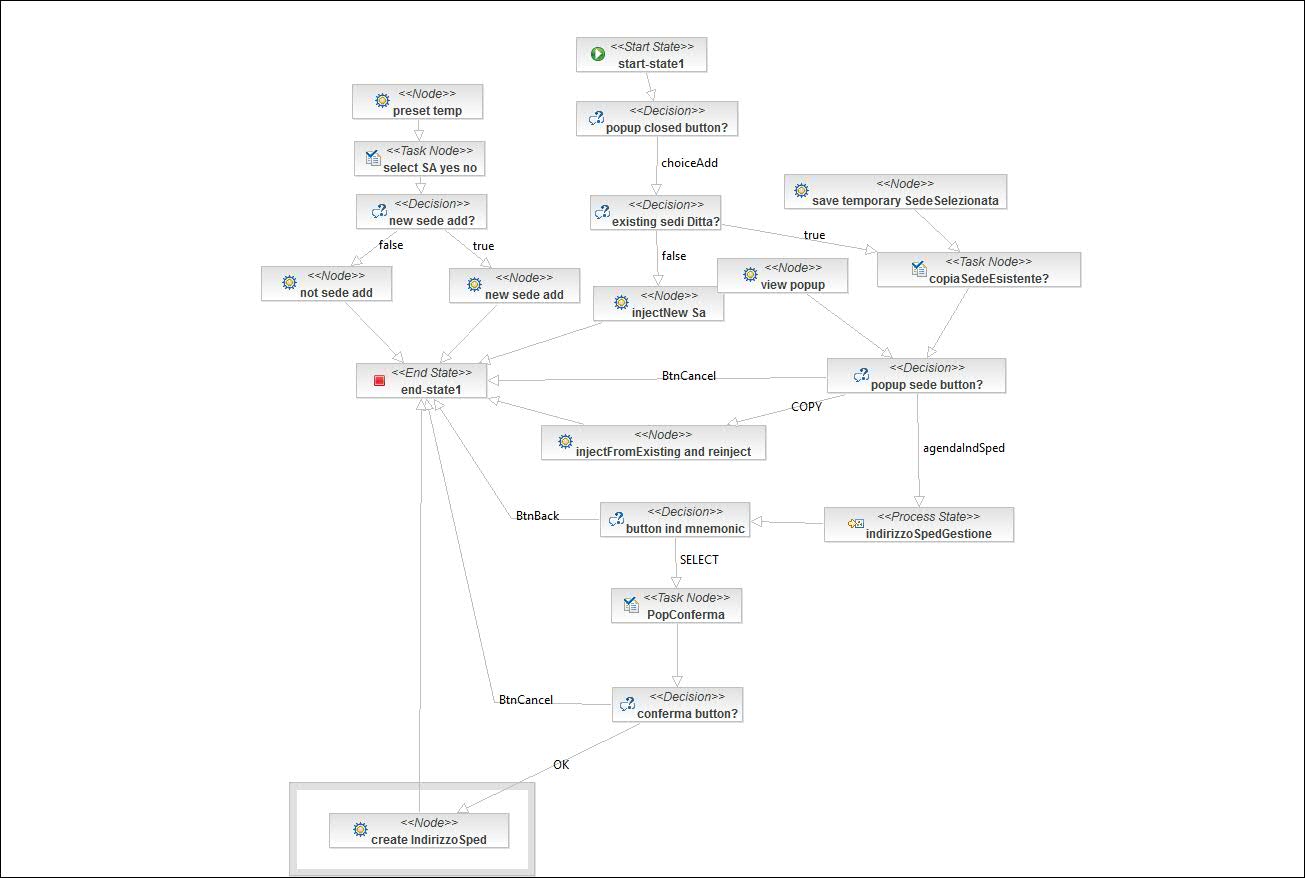 <<Start State>>
start-state1
<<Node>>
preset temp
<<Decision>>
popup closed button?
<<Task Node>>
select SA yes no
choiceAdd
<<Node>>
save temporary SedeSelezionata
<<Decision>>
new sede add?
<<Decision>>
existing sedi Ditta?
false
true
true
false
<<Node>>
not sede add
<<Node>>
new sede add
<<Node>>
injectNew Sa
<<Node>>
view popup
<<Task Node>>
copiaSedeEsistente?
<<End State>>
end-state1
BtnCancel
<<Decision>>
popup sede button?
COPY
<<Node>>
injectFromExisting and reinject
agendaIndSped
BtnBack
<<Decision>>
button ind mnemonic
<<Process State>>
indirizzoSpedGestione
SELECT
<<Task Node>>
PopConferma
BtnCancel
<<Decision>>
conferma button?
OK
<<Node>>
create IndirizzoSped